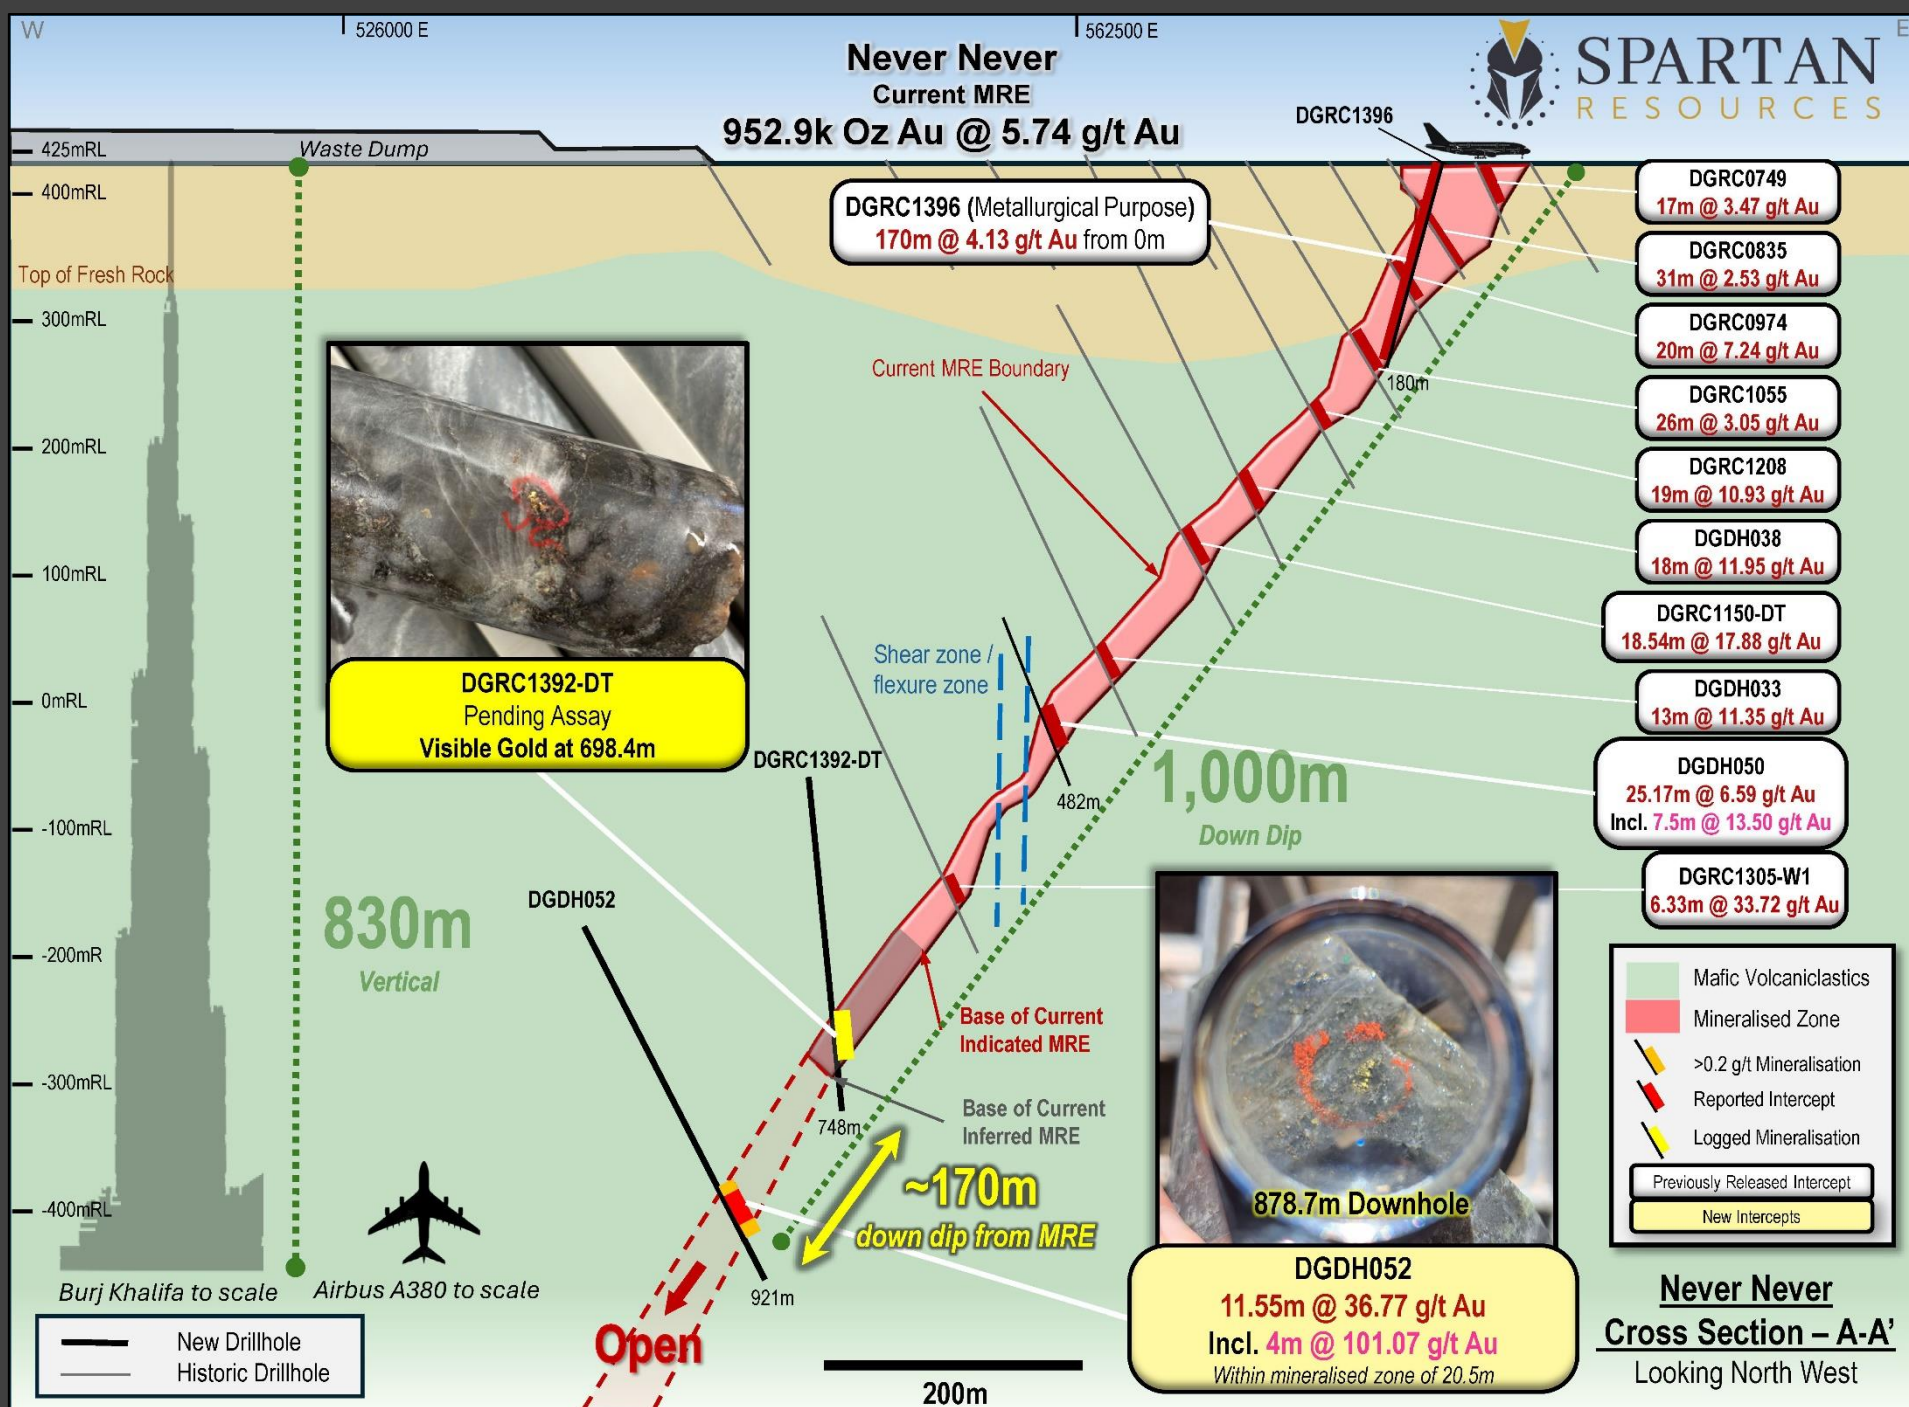 W
526000 E
562500 E
E
Never Never
Current MRE
952.9k Oz Au @ 5.74 g/t Au
SPARTAN
RESOURCES
DGRC1396
425mRL
Waste Dump
400mRL
Top of Fresh Rock
300mRL
200mRL
100mRL
0mRL
-100mRL
-200mR
-300mRL
-400mRL
DGRC1396 (Metallurgical Purpose)
170m @ 4.13 g/t Au from 0m
DGRC0749
17m @ 3.47 g/t Au
DGRC0835
31m @ 2.53 g/t Au
DGRC0974
20m @ 7.24 g/t Au
DGRC1055
26m @ 3.05 g/t Au
DGRC1208
19m @ 10.93 g/t Au
DGDH038
18m @ 11.95 g/t Au
DGRC1150-DT
18.54m @ 17.88 g/t Au
DGDH033
13m @ 11.35 g/t Au
DGDH050
25.17m @ 6.59 g/t Au
Incl. 7.5m @ 13.50 g/t Au
DGRC1305-W1
6.33m @ 33.72 g/t Au
Current MRE Boundary
180m
Shear zone /
flexure zone
DGRC1392-DT
Pending Assay
Visible Gold at 698.4m
DGRC1392-DT
482m
1,000m
Down Dip
DGDH052
830m
Vertical
Base of Current
Indicated MRE
Base of Current
Inferred MRE
748m
~170m
down dip from MRE
921m
Open
878.7m Downhole
DGDH052
11.55m @ 36.77 g/t Au
Incl. 4m @ 101.07 g/t Au
Within mineralised zone of 20.5m
Mafic Volcaniclastics
Mineralised Zone
>0.2 g/t Mineralisation
Reported Intercept
Logged Mineralisation
Previously Released Intercept
New Intercepts
Burj Khalifa to scale
Airbus A380 to scale
New Drillhole
Historic Drillhole
200m
Never Never
Cross Section – A-A’
Looking North West